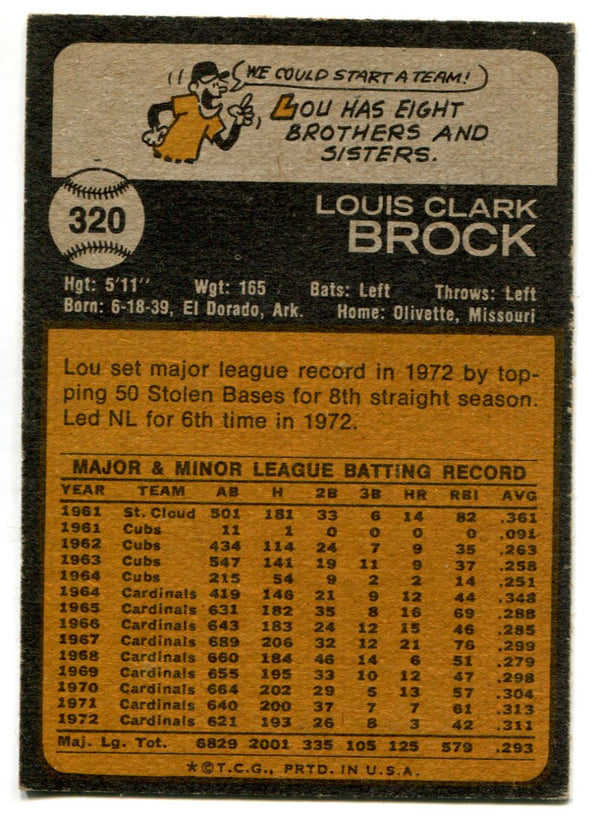 WE COULD START A TEAM!
LOU HAS EIGHT
BROTHERS AND
SISTERS.
320
LOUIS CLARK
BROCK
Hgt: 5'11" Wgt: 165 Bats: Left Throws: Left
Born: 6-18-39, El Dorado, Ark. Home: Olivette, Missouri
Lou set major league record in 1972 by top-
ping 50 Stolen Bases for 8th straight season.
Led NL for 6th time in 1972.
MAJOR & MINOR LEAGUE BATTING RECORD
YEAR TEAM AB H 2B 3B HR RBI AVG
1961 St. Cloud 501 181 33 6 14 82 .361
1961 Cubs 11 1 0 0 0 0 .091
1962 Cubs 434 114 24 7 9 35 .263
1963 Cubs 547 141 19 11 9 37 .258
1964 Cubs 215 54 9 2 2 14 .251
1964 Cardinals 419 146 21 9 12 44 .348
1965 Cardinals 631 182 35 8 16 69 .288
1966 Cardinals 643 183 24 12 15 46 .285
1967 Cardinals 689 206 32 12 21 76 .299
1968 Cardinals 660 184 46 14 6 51 .279
1969 Cardinals 655 195 33 10 12 47 .298
1970 Cardinals 664 202 29 5 13 57 .304
1971 Cardinals 640 200 37 7 7 61 .313
1972 Cardinals 621 193 26 8 3 42 .311
Maj. Lg. Tot. 6829 2001 335 105 125 579 .293
*©T.C.G., PRTD. IN U.S.A.